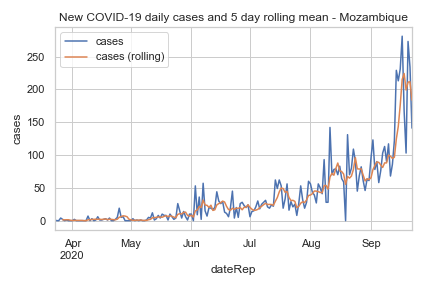 New COVID-19 daily cases and 5 day rolling mean - Mozambique
cases
cases (rolling)
250
200
150
100
50
0
cases
Apr
2020
May
Jun
Jul
Aug
Sep
dateRep